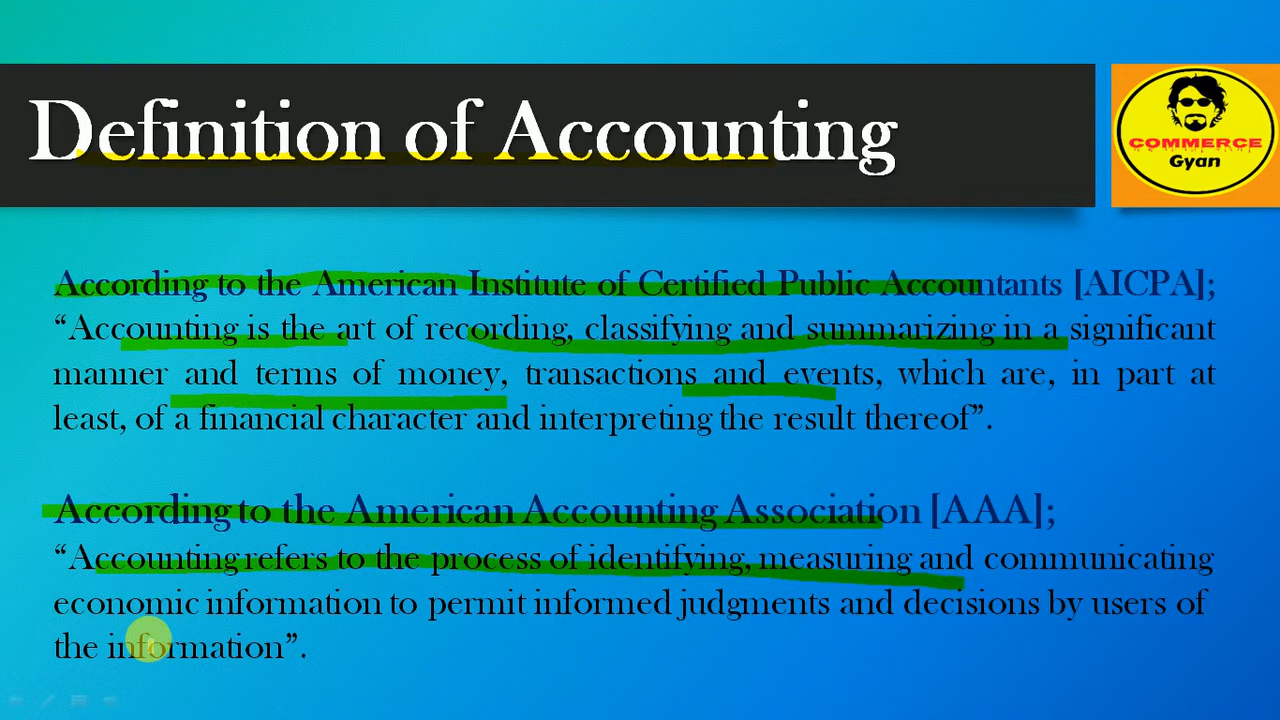 Definition of Accounting
COMMERCE
Gyan
According to the American Institute of Certified Public Accountants [AICPA];
“Accounting is the art of recording, classifying and summarizing in a significant
manner and terms of money, transactions and events, which are, in part at
least, of a financial character and interpreting the result thereof”.
According to the American Accounting Association [AAA];
“Accounting refers to the process of identifying, measuring and communicating
economic information to permit informed judgments and decisions by users of
the information”.